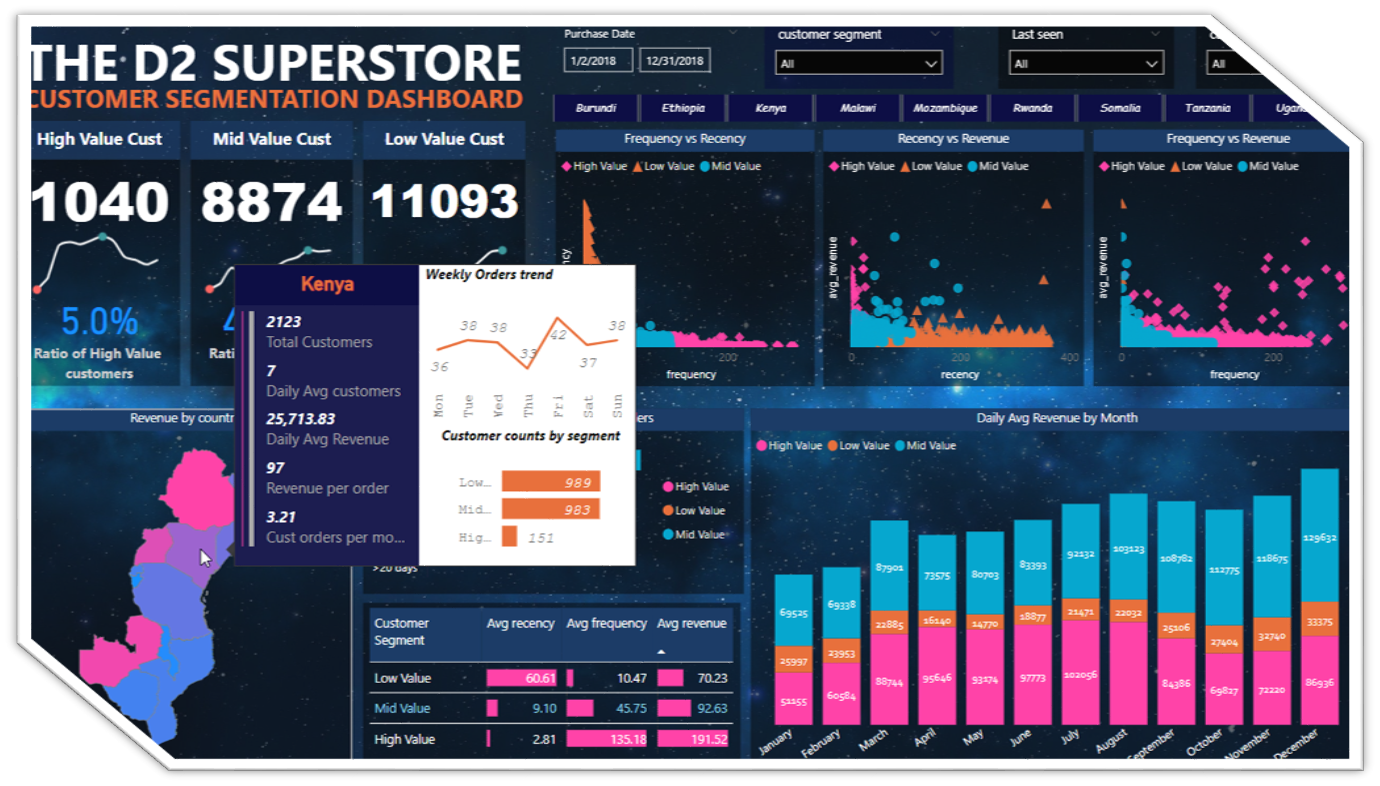 THE D2 SUPERSTORE
CUSTOMER SEGMENTATION DASHBOARD
Purchase Date
1/2/2018
12/31/2018
customer segment
All
Last seen
All
All
Burundi
Ethiopia
Kenya
Malawi
Mozambique
Rwanda
Somalia
Tanzania
High Value Cust
1040
5.0%
Ratio of High Value
customers
Mid Value Cust
8874
Low Value Cust
11093
Frequency vs Recency
High Value
Low Value
Mid Value
200
frequency
Recency vs Revenue
High Value
Low Value
Mid Value
avg_revenue
0
200
400
recency
Frequency vs Revenue
High Value
Low Value
Mid Value
avg_revenue
0
200
frequency
Kenya
2123
Total Customers
7
Daily Avg customers
25,713.83
Daily Avg Revenue
97
Revenue per order
3.21
Cust orders per mo...
Weekly Orders trend
36
38
38
33
42
37
38
Mon
Tue
Wed
Thu
Fri
Sat
Sun
Customer counts by segment
Low...
989
Mid...
983
Hig...
151
Revenue by countr
ers
High Value
Low Value
Mid Value
>20 days
Customer
Segment
Avg recency
Avg frequency
Avg revenue
Low Value
60.61
10.47
70.23
Mid Value
9.10
45.75
92.63
High Value
2.81
135.18
191.52
Daily Avg Revenue by Month
High Value
Low Value
Mid Value
69525
25997
51155
69338
23953
60584
87901
22885
88744
73575
16140
95646
80703
14770
93174
83393
18877
97773
92132
21471
102056
103123
22032
108782
25106
84386
112775
27404
69827
118675
32740
72220
129632
33375
86936
January
February
March
April
May
June
July
August
September
October
November
December